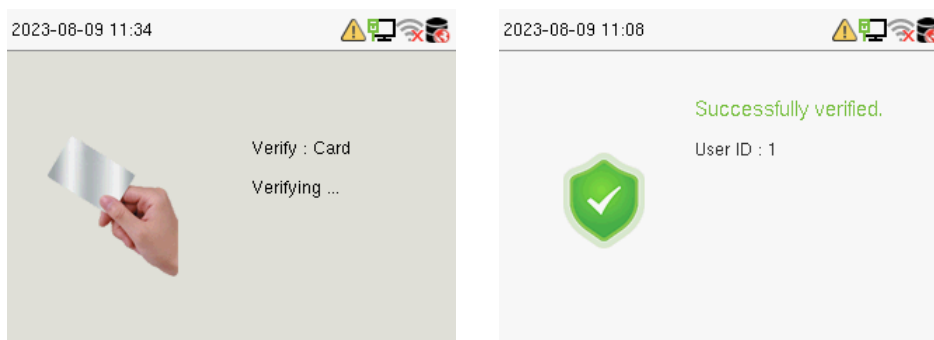 2023-08-09 11:34
Verify : Card
Verifying ...
2023-08-09 11:08
Successfully verified.
User ID : 1